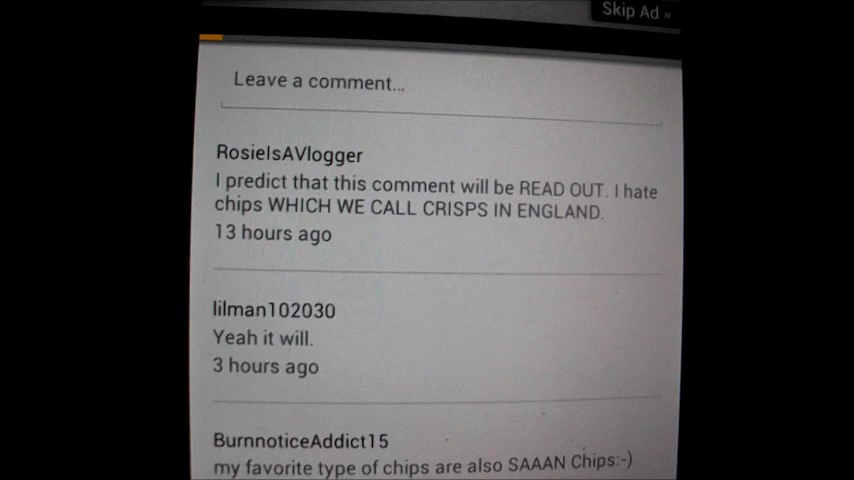 Skip Ad »
Leave a comment...
RosieIsAVlogger
I predict that this comment will be READ OUT. I hate
chips WHICH WE CALL CRISPS IN ENGLAND.
13 hours ago
lilman102030
Yeah it will.
3 hours ago
BurnnoticeAddict15
my favorite type of chips are also SAAAN Chips:-)